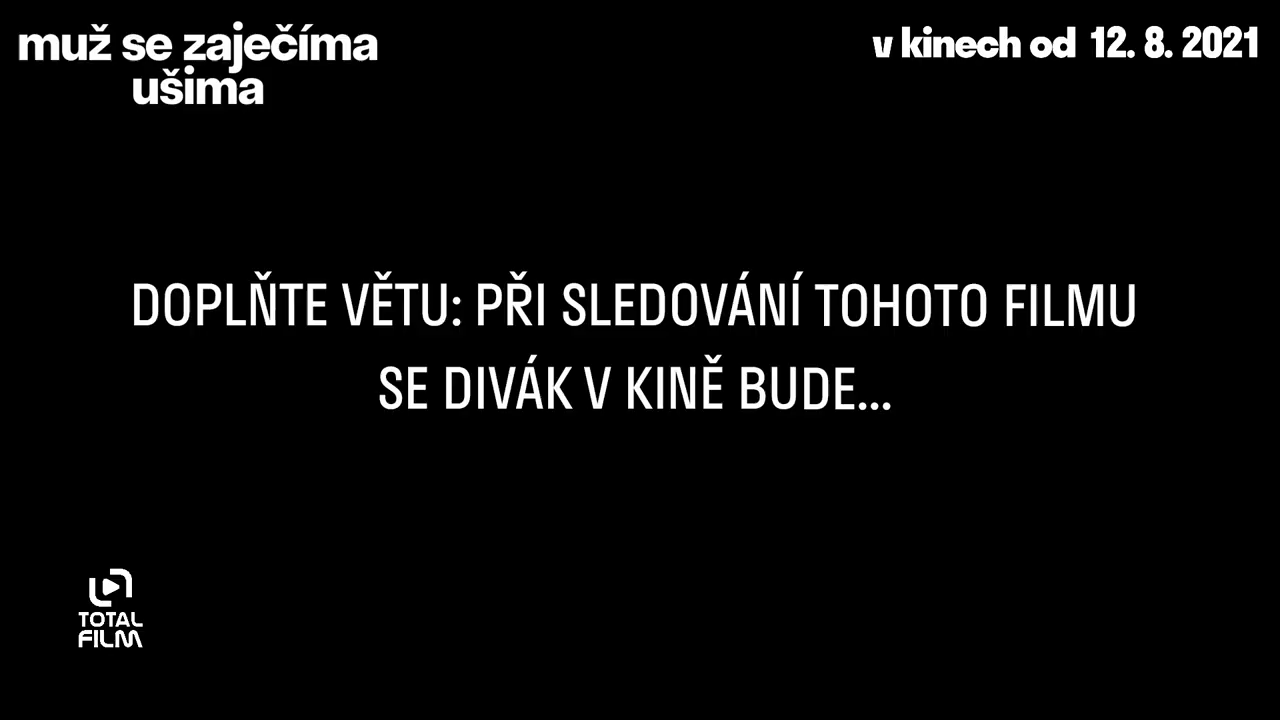 muž se zaječíma
ušima
v kinech od 12. 8. 2021
DOPLŇTE VĚTU: PŘI SLEDOVÁNÍ TOHOTO FILMU
SE DIVÁK V KINĚ BUDE...
TOTAL
FILM